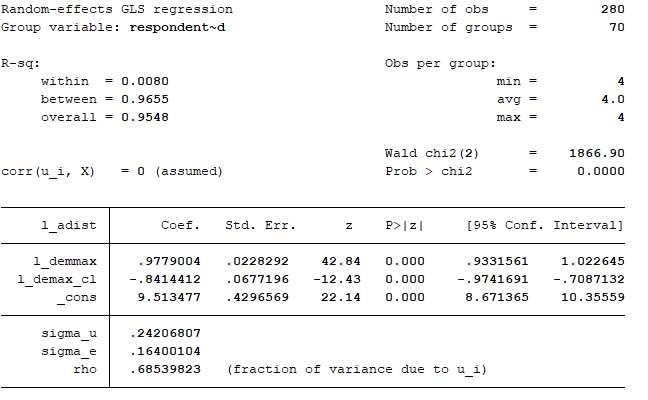 Random-effects GLS regression Number of obs = 280
Group variable: respondent~d Number of groups = 70
R-sq: Obs per group:
within = 0.0080 min = 4
between = 0.9655 avg = 4.0
overall = 0.9548 max = 4
Wald chi2(2) = 1866.90
corr(u_i, X) = 0 (assumed) Prob > chi2 = 0.0000
l_adist Coef. Std. Err. z P>|z| [95% Conf. Interval]
l_demmax .9779004 .0228292 42.84 0.000 .9331561 1.022645
l_demax_cl -.8414412 .0677196 -12.43 0.000 -.9741691 -.7087132
_cons 9.513477 .4296569 22.14 0.000 8.671365 10.35559
sigma_u .24206807
sigma_e .16400104
rho .68539823 (fraction of variance due to u_i)